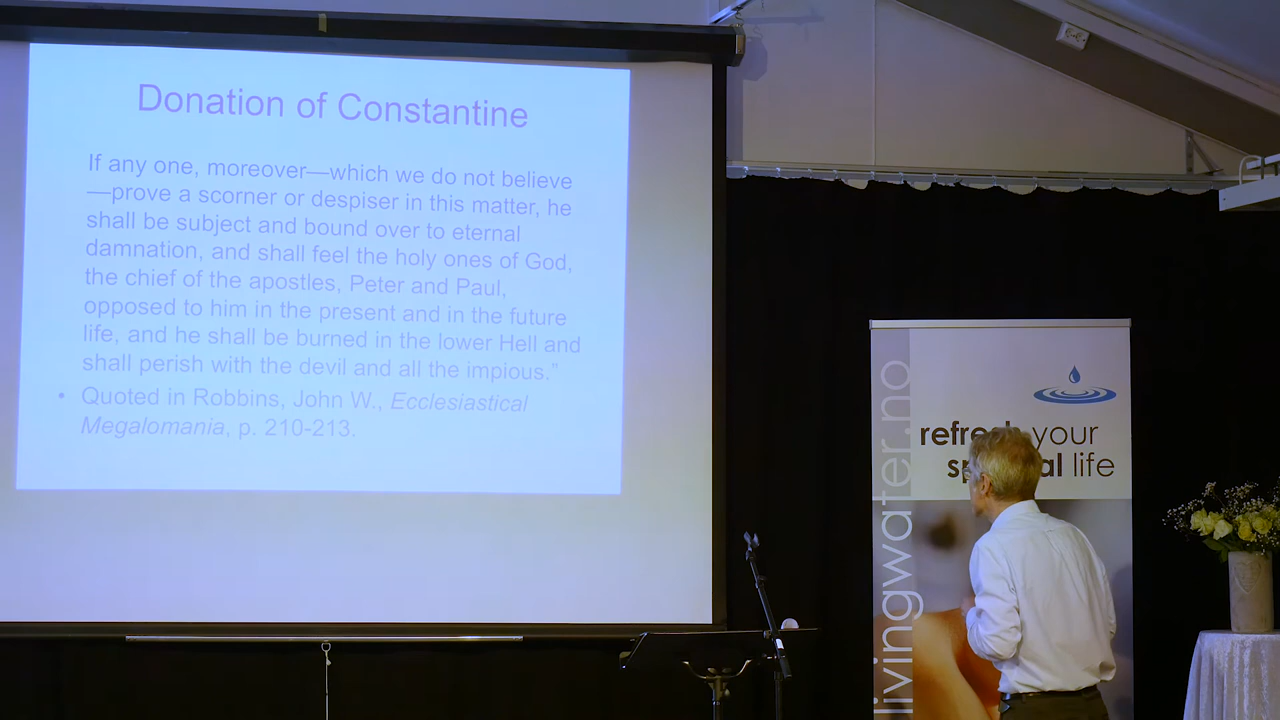 Donation of Constantine
If any one, moreover—which we do not believe
—prove a scorner or despiser in this matter, he
shall be subject and bound over to eternal
damnation, and shall feel the holy ones of God,
the chief of the apostles, Peter and Paul,
opposed to him in the present and in the future
life, and he shall be burned in the lower Hell and
shall perish with the devil and all the impious.”
• Quoted in Robbins, John W., Ecclesiastical
Megalomania, p. 210-213.
livingwater.no
refresh your
spiritual life